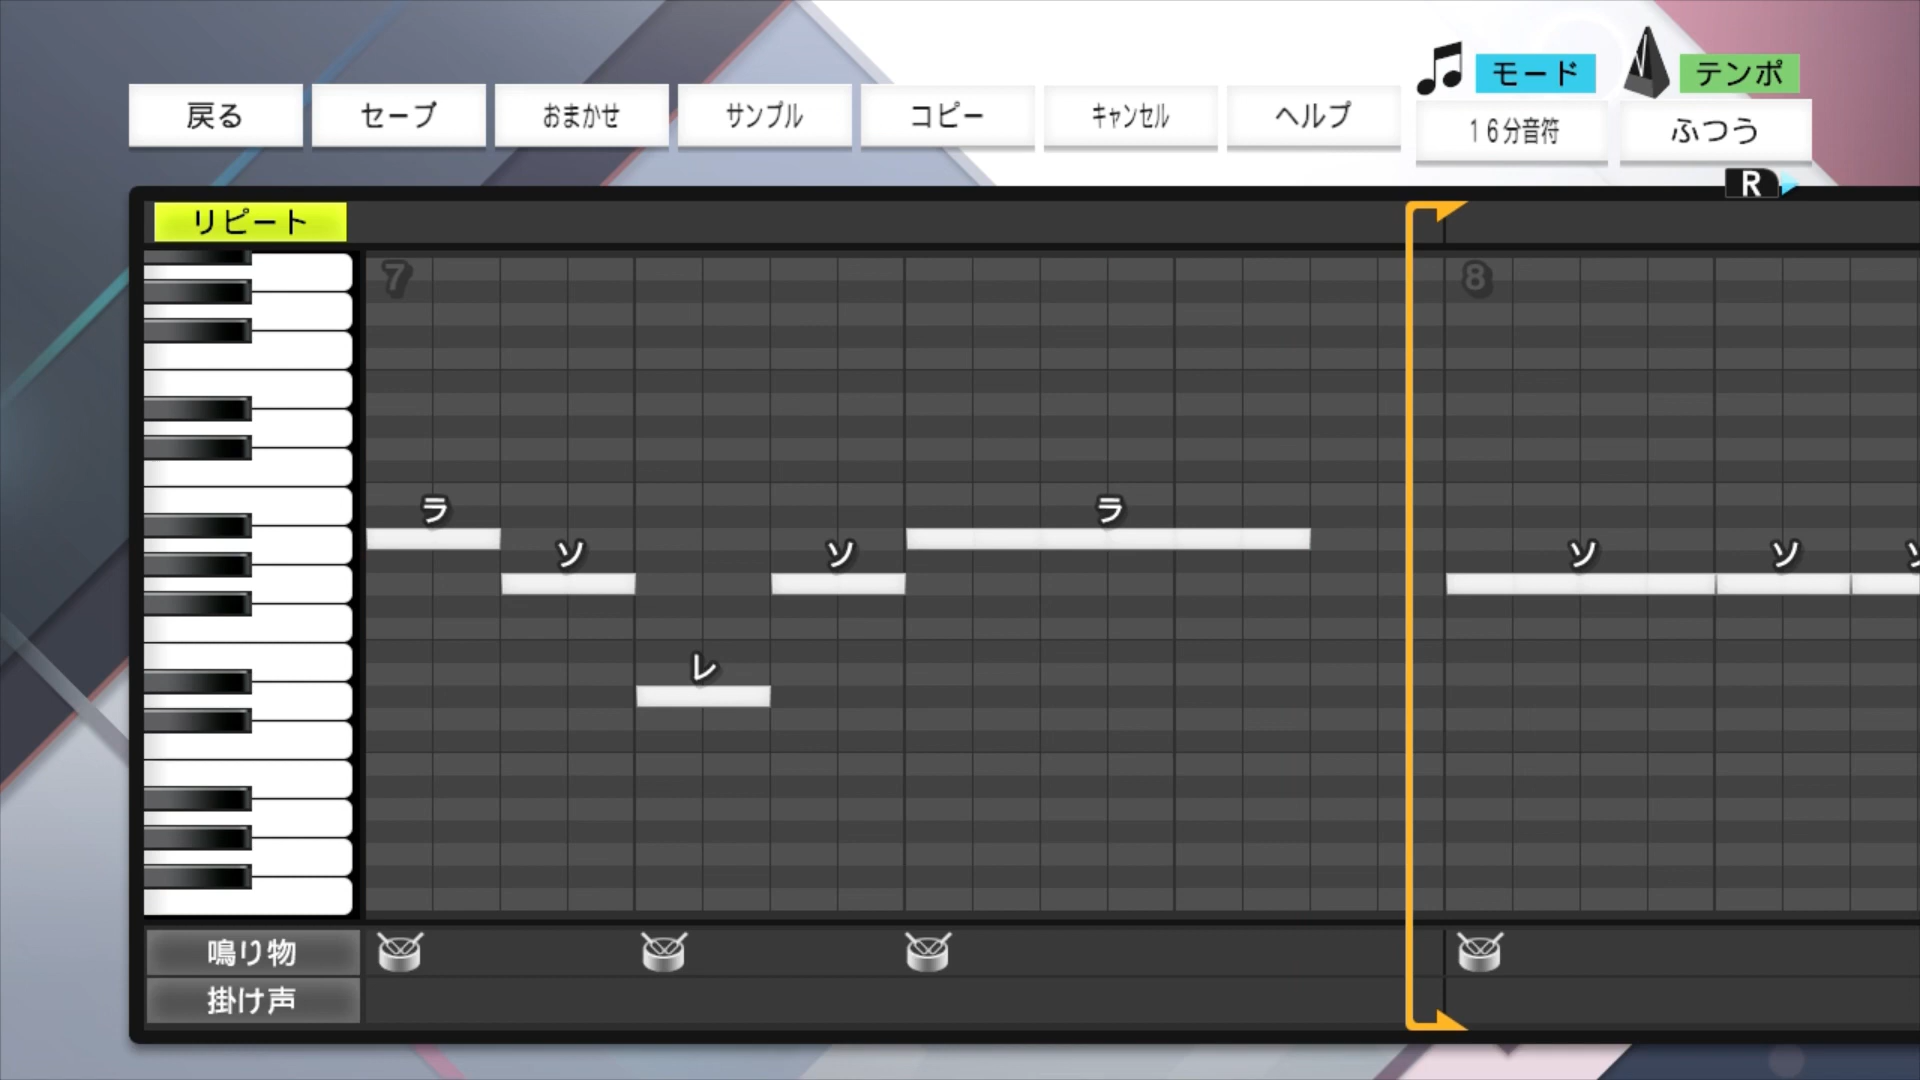 モード
テンポ
戻る
セーブ
おまかせ
サンプル
コピー
キャンセル
ヘルプ
16分音符
ふつう
R
リピート
7
8
ラ
ソ
レ
ソ
ラ
ソ
ソ
鳴り物
掛け声